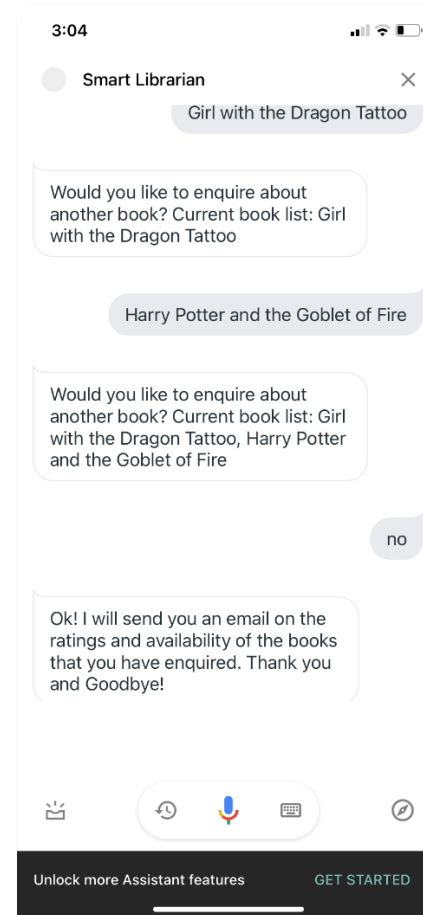 3:04
Smart Librarian
Girl with the Dragon Tattoo
Would you like to enquire about
another book? Current book list: Girl
with the Dragon Tattoo
Harry Potter and the Goblet of Fire
Would you like to enquire about
another book? Current book list: Girl
with the Dragon Tattoo, Harry Potter
and the Goblet of Fire
no
Ok! I will send you an email on the
ratings and availability of the books
that you have enquired. Thank you
and Goodbye!
Unlock more Assistant features
GET STARTED